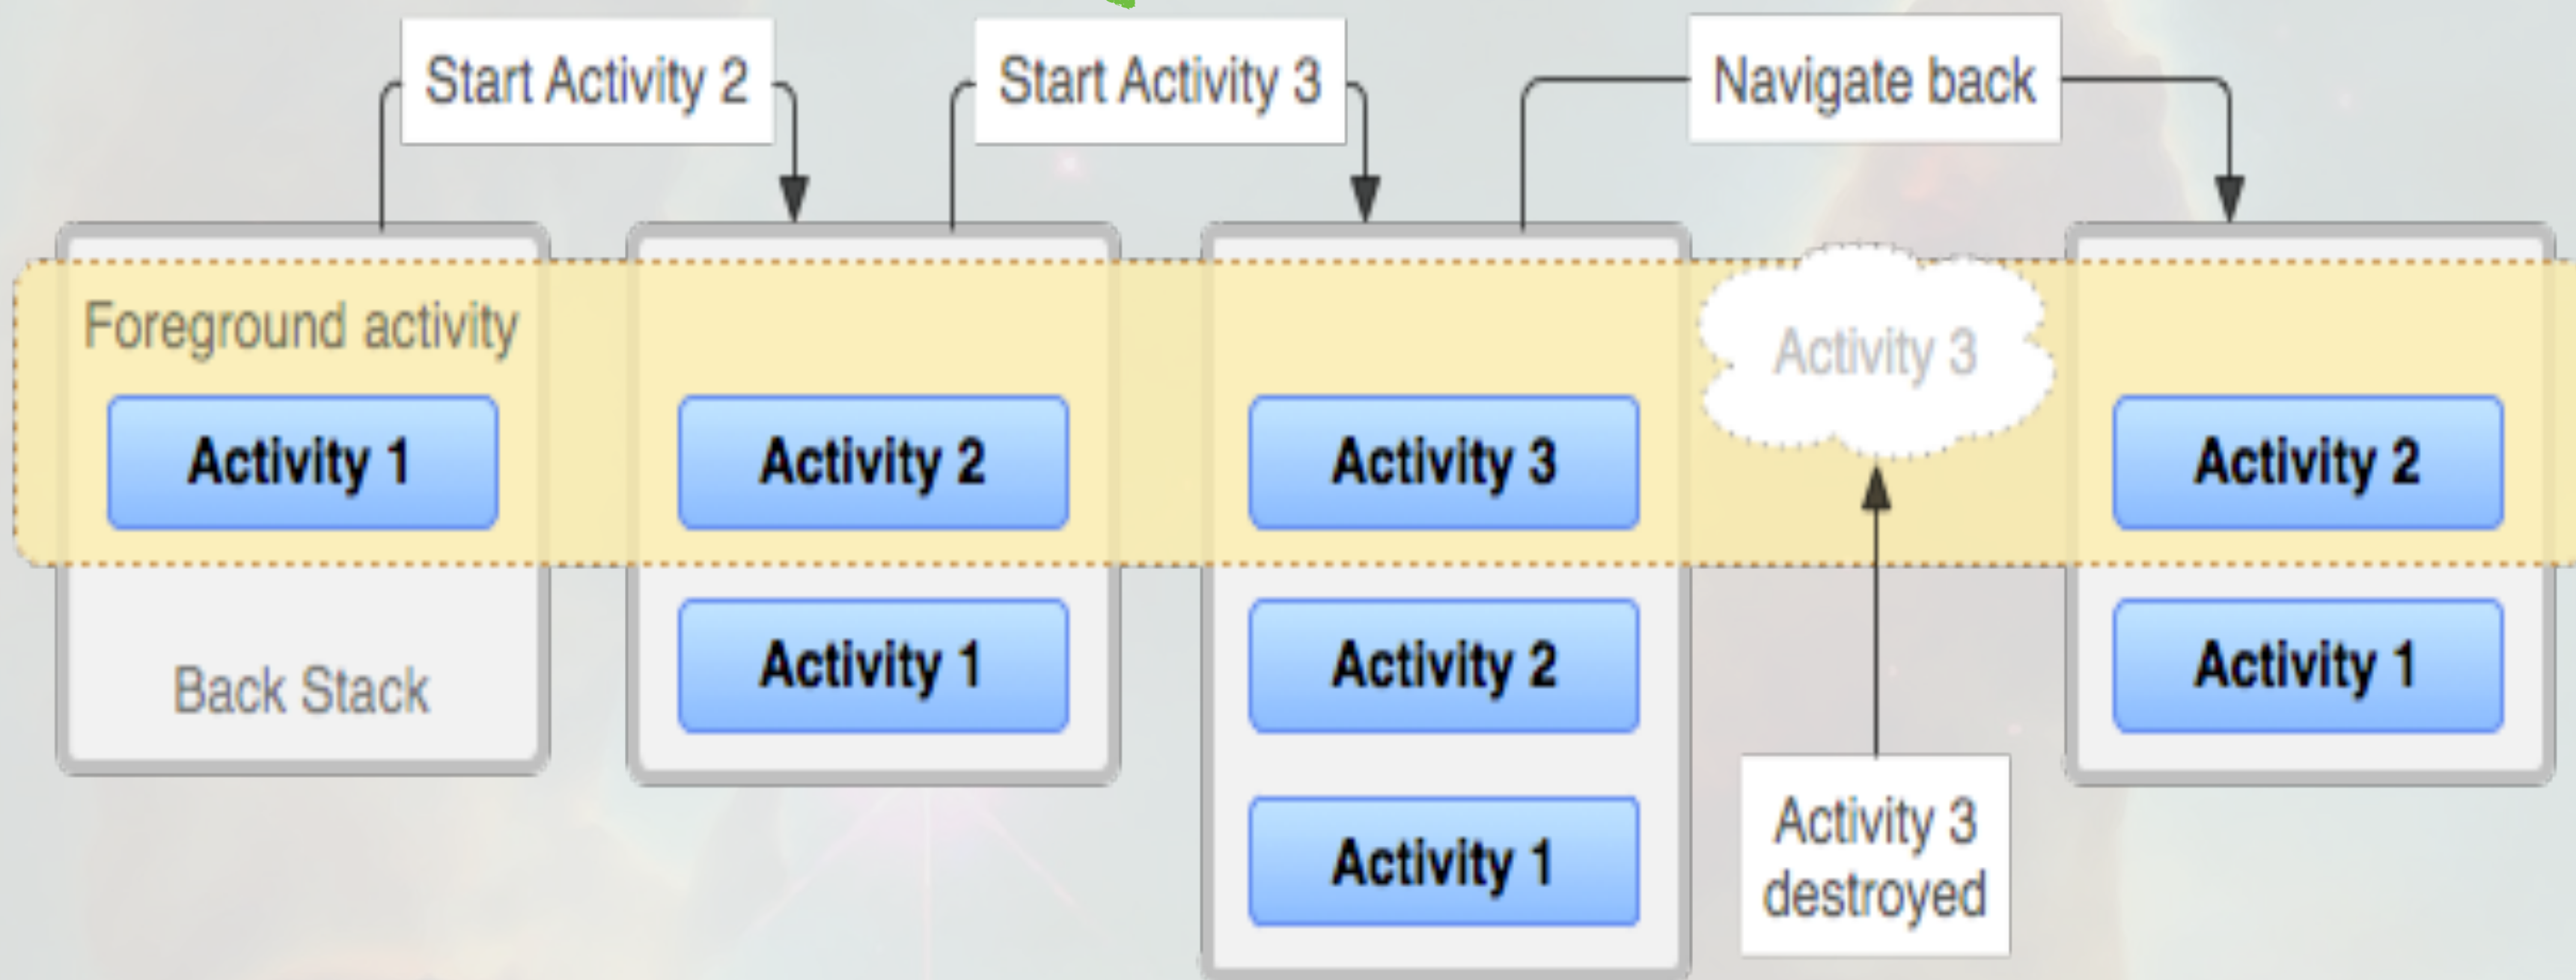 Start Activity 2
Start Activity 3
Navigate back
Foreground activity
Activity 1
Back Stack
Activity 2
Activity 1
Activity 3
Activity 2
Activity 1
Activity 3
Activity 3
destroyed
Activity 2
Activity 1